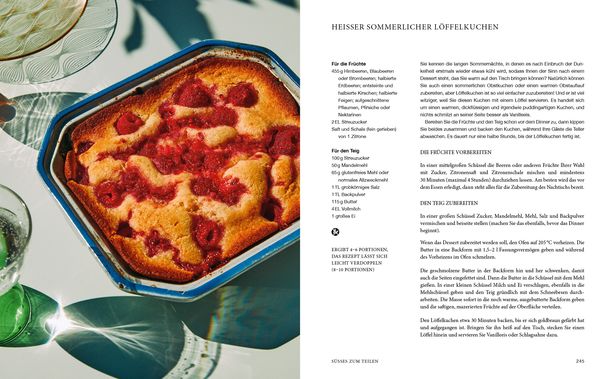 HEISSER SOMMERLICHER LÖFFELKUCHEN
Für die Früchte
455 g Himbeeren, Blaubeeren
oder Brombeeren; halbierte
Erdbeeren; entsteinte und
halbierte Kirschen; halbierte
Feigen; aufgeschnittene
Pflaumen, Pfirsiche oder
Nektarinen
2 EL Streuzucker
Saft und Schale (fein gerieben)
von 1 Zitrone
Für den Teig
100 g Streuzucker
50 g Mandelmehl
65 g glutenfreies Mehl oder
normales Allzweckmehl
1 TL grobkörniges Salz
1 TL Backpulver
115 g Butter
4 EL Vollmilch
1 großes Ei
ERGIBT 4–6 PORTIONEN;
DAS REZEPT LÄSST SICH
LEICHT VERDOPPELN
(8–10 PORTIONEN)
Sie kennen die langen Sommernächte, in denen es nach Einbruch der Dun-
kelheit erstmals wieder etwas kühl wird, sodass Ihnen der Sinn nach einem
Dessert steht, das Sie warm auf den Tisch bringen können? Natürlich können
Sie auch einen sommerlichen Obstkuchen oder einen warmen Obstauflauf
zubereiten, aber Löffelkuchen ist so viel einfacher zuzubereiten! Und er ist viel
witziger, weil Sie diesen Kuchen mit einem Löffel servieren. Es handelt sich
um einen warmen, dickflüssigen und irgendwie puddingartigen Kuchen, und
nichts schmilzt an seiner Seite besser als Vanilleeis.
Bereiten Sie die Früchte und den Teig schon vor dem Dinner zu, dann kippen
Sie beides zusammen und backen den Kuchen, während Ihre Gäste die Teller
abwaschen. Es dauert nur eine halbe Stunde, bis der Löffelkuchen fertig ist.
DIE FRÜCHTE VORBEREITEN
In einer mittelgroßen Schüssel die Beeren oder anderen Früchte Ihrer Wahl
mit Zucker, Zitronensaft und Zitronenschale mischen und mindestens
30 Minuten (maximal 4 Stunden) durchziehen lassen. Am besten wird das vor
dem Essen erledigt, dann steht alles für die Zubereitung des Nachtischs bereit.
DEN TEIG ZUBEREITEN
In einer großen Schüssel Zucker, Mandelmehl, Mehl, Salz und Backpulver
vermischen und beiseite stellen (machen Sie das ebenfalls, bevor das Dinner
beginnt).
Wenn das Dessert zubereitet werden soll, den Ofen auf 205 °C vorheizen. Die
Butter in eine Backform mit 1,5–2 l Fassungsvermögen geben und während
des Vorheizens im Ofen schmelzen.
Die geschmolzene Butter in der Backform hin und her schwenken, damit
auch die Seiten eingefettet sind. Dann die Butter in die Schüssel mit dem Mehl
gießen. In einer kleinen Schüssel Milch und Ei verschlagen, ebenfalls in die
Mehlschüssel geben und den Teig gründlich mit dem Schneebesen durch-
arbeiten. Die Masse sofort in die noch warme, ausgebutterte Backform geben
und die saftigen, mazerierten Früchte auf der Oberfläche verteilen.
Den Löffelkuchen etwa 30 Minuten backen, bis er sich goldbraun gefärbt hat
und aufgegangen ist. Bringen Sie ihn heiß auf den Tisch, stecken Sie einen
Löffel hinein und servieren Sie Vanilleeis oder Schlagsahne dazu.
SÜSSES ZUM TEILEN
245